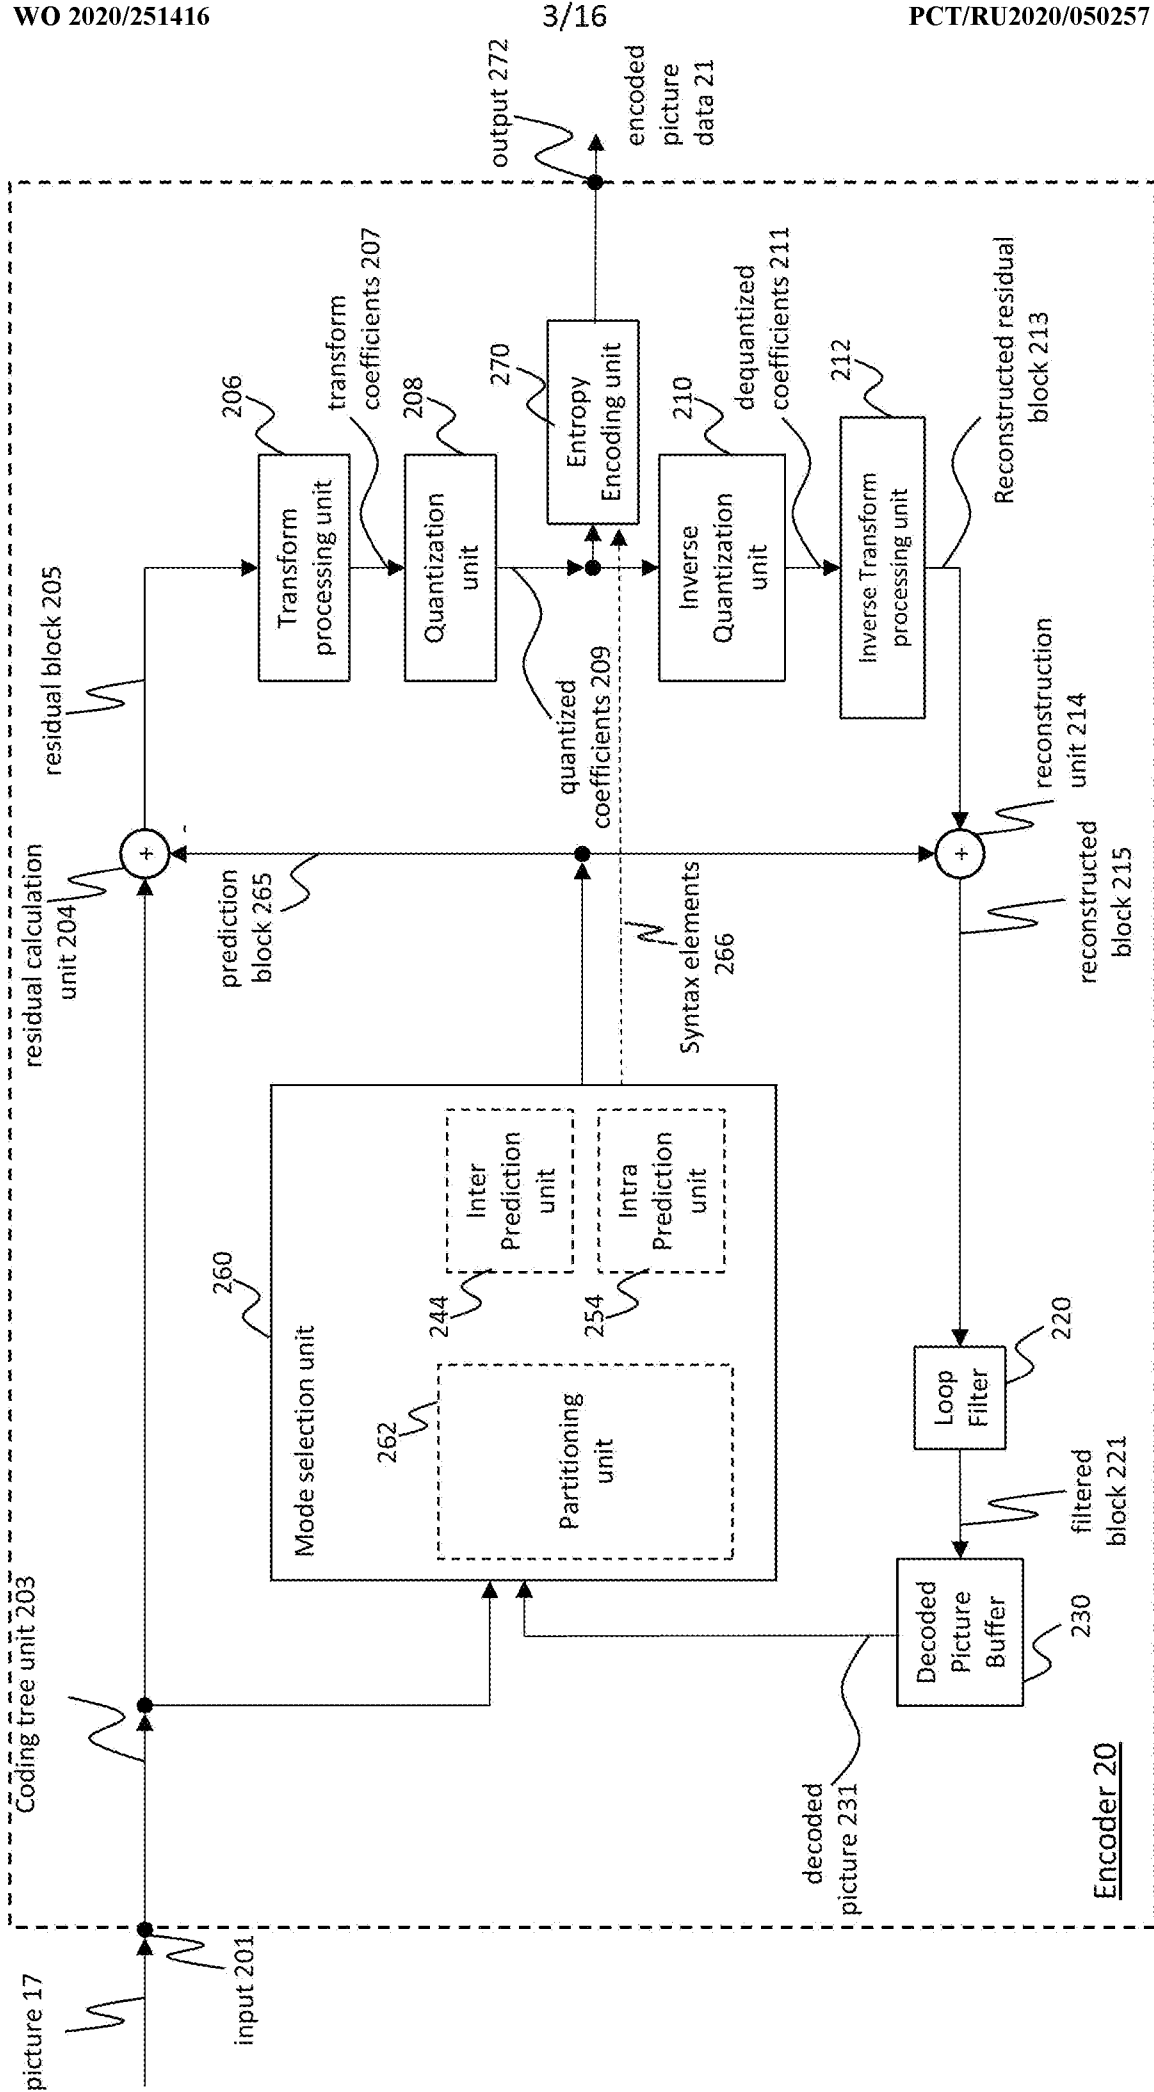 WO 2020/251416
3/16
PCT/RU2020/050257
picture 17
input 201
Coding tree unit 203
residual calculation
unit 204
residual block 205
prediction
block 265
206
Transform
processing unit
transform
coefficients 207
208
Quantization
unit
quantized
coefficients 209
270
Entropy
Encoding unit
output 272
encoded
picture
data 21
Syntax elements
266
260
Mode selection unit
262
Partitioning
unit
244
Inter
Prediction
unit
254
Intra
Prediction
unit
210
Inverse
Quantization
unit
dequantized
coefficients 211
212
Inverse Transform
processing unit
Reconstructed residual
block 213
reconstruction
unit 214
reconstructed
block 215
+
+
-
220
Loop
Filter
filtered
block 221
Decoded
Picture
Buffer
230
decoded
picture 231
Encoder 20